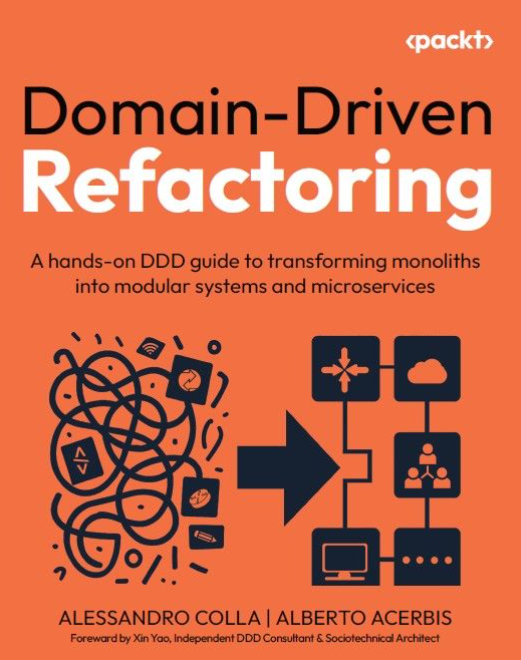 <packt>
Domain-Driven
Refactoring
A hands-on DDD guide to transforming monoliths
into modular systems and microservices
ALESSANDRO COLLA | ALBERTO ACERBIS
Foreword by Xin Yao, Independent DDD Consultant & Sociotechnical Architect